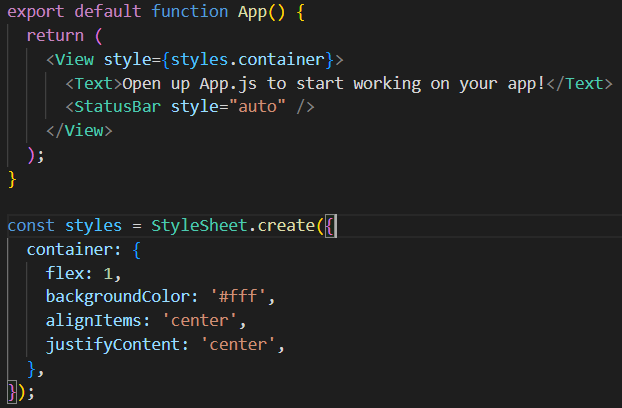 export default function App() {
  return (
    <View style={styles.container}>
      <Text>Open up App.js to start working on your app!</Text>
      <StatusBar style="auto" />
    </View>
  );
}

const styles = StyleSheet.create({
  container: {
    flex: 1,
    backgroundColor: '#fff',
    alignItems: 'center',
    justifyContent: 'center',
  },
});